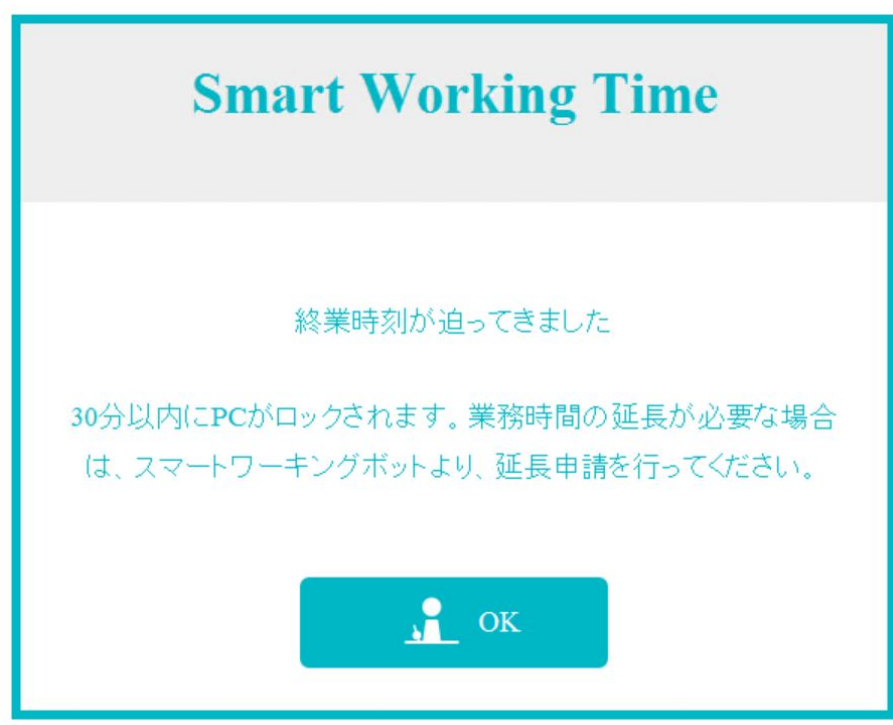 Smart Working Time
終業時刻が迫ってきました
30分以内にPCがロックされます。業務時間の延長が必要な場合
は、スマートワーキングボットより、延長申請を行ってください。
OK